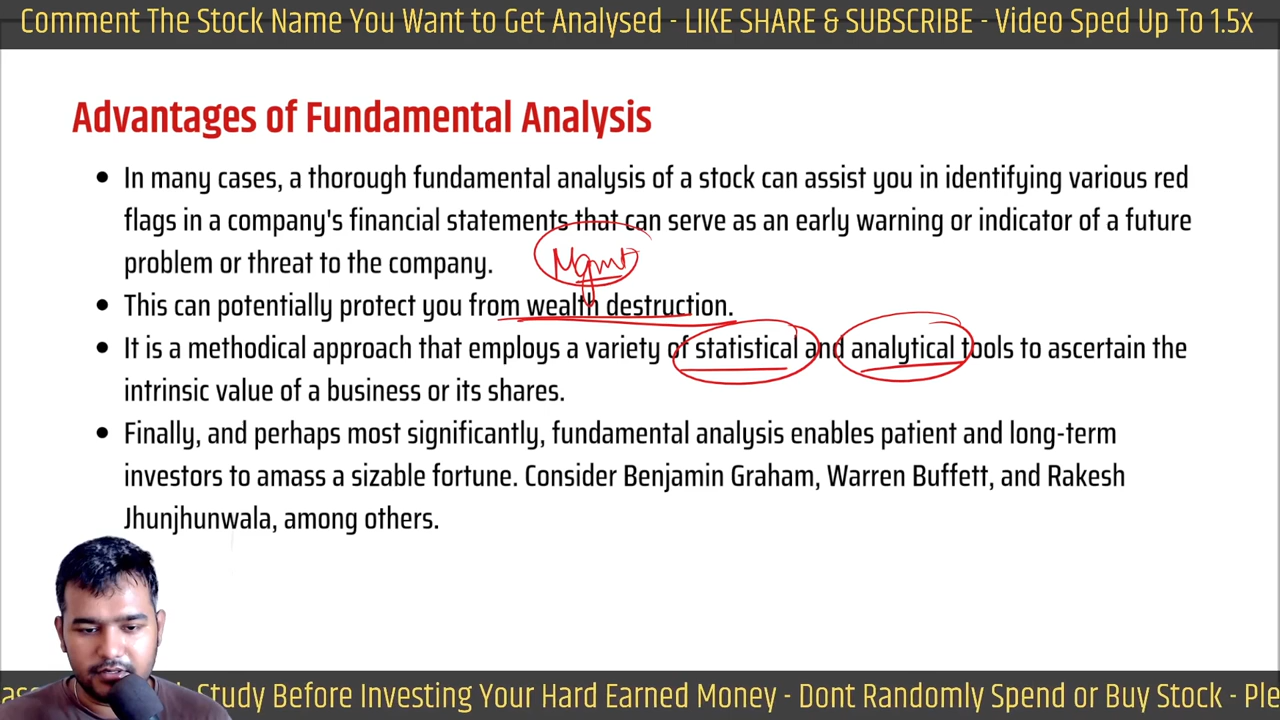 Comment The Stock Name You Want to Get Analysed - LIKE SHARE & SUBSCRIBE - Video Sped Up To 1.5x
Advantages of Fundamental Analysis
• In many cases, a thorough fundamental analysis of a stock can assist you in identifying various red
flags in a company's financial statements that can serve as an early warning or indicator of a future
problem or threat to the company.
Mgmt
• This can potentially protect you from wealth destruction.
• It is a methodical approach that employs a variety of statistical and analytical tools to ascertain the
intrinsic value of a business or its shares.
• Finally, and perhaps most significantly, fundamental analysis enables patient and long-term
investors to amass a sizable fortune. Consider Benjamin Graham, Warren Buffett, and Rakesh
Jhunjhunwala, among others.
Study Before Investing Your Hard Earned Money - Dont Randomly Spend or Buy Stock - Ple